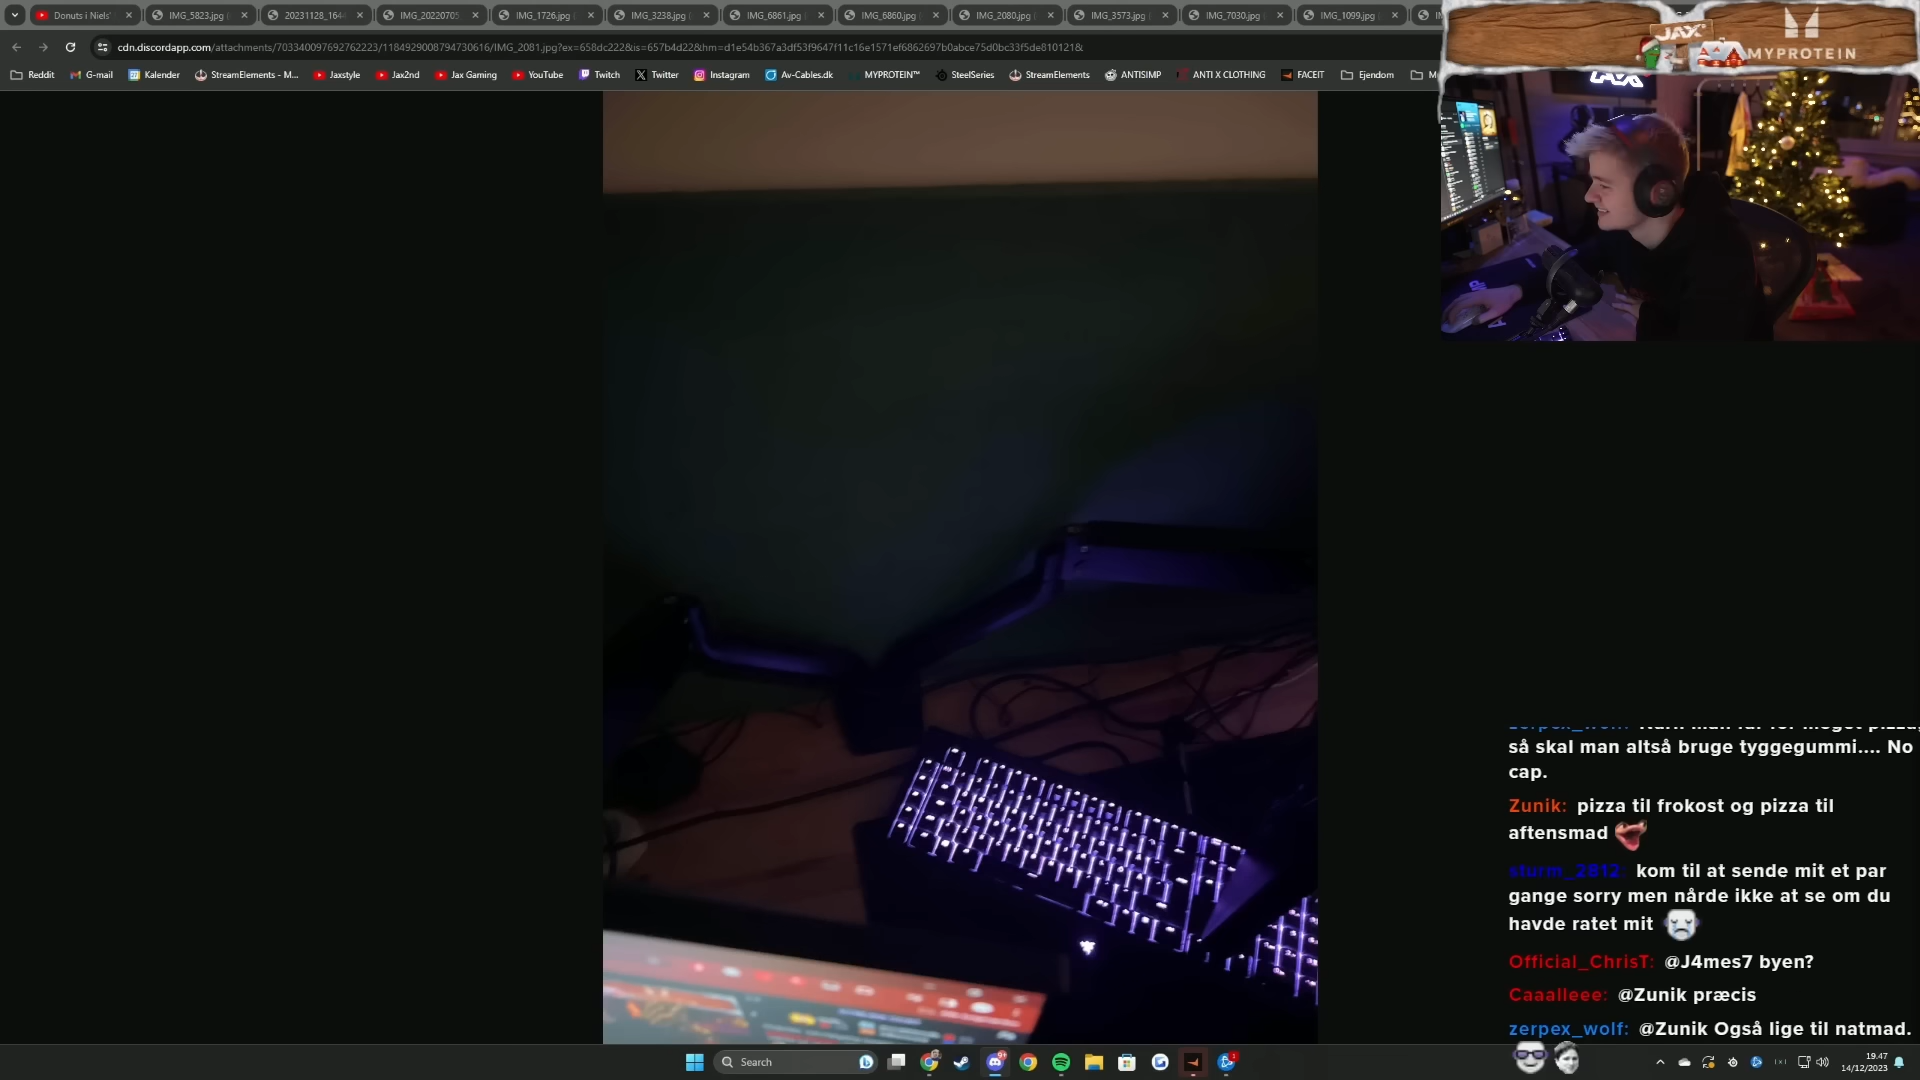 Donuts i Niels'
IMG_5823.jpg
20231128_164
IMG_20220705
IMG_1726.jpg
IMG_3238.jpg
IMG_6861.jpg
IMG_6860.jpg
IMG_2080.jpg
IMG_3573.jpg
IMG_7030.jpg
IMG_1099.jpg
cdn.discordapp.com/attachments/703340097692762223/1184929008794730616/IMG_2081.jpg?ex=658dc222&is=657b4d22&hm=d1e54b367a3df53f9647f11c16e1571ef6862697b0abce75d0bc33f5de810121&
Reddit
G-mail
Kalender
StreamElements - M...
Jaxstyle
Jax2nd
Jax Gaming
YouTube
Twitch
Twitter
Instagram
Av-Cables.dk
MYPROTEIN™
SteelSeries
StreamElements
ANTISIMP
ANTI X CLOTHING
FACEIT
Ejendom
JAX
MYPROTEIN
så skal man altså bruge tyggegummi.... No
cap.
Zunik: pizza til frokost og pizza til
aftensmad
sturm_2812: kom til at sende mit et par
gange sorry men nårde ikke at se om du
havde ratet mit
Official_ChrisT: @J4mes7 byen?
Caaalleee: @Zunik præcis
zerpex_wolf: @Zunik Også lige til natmad.
Search
19.47
14/12/2023